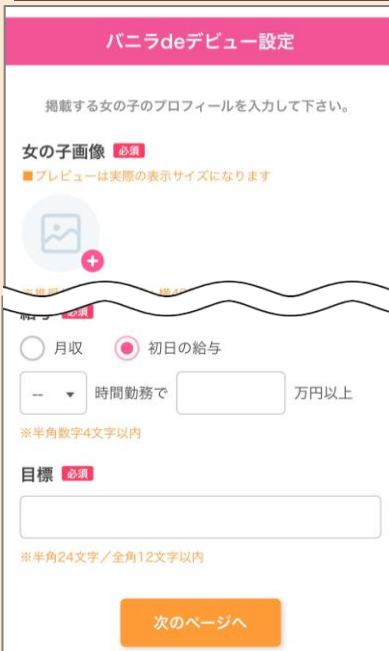 バニラdeデビュー設定
掲載する女の子のプロフィールを入力して下さい。
女の子画像 必須
■プレビューは実際の表示サイズになります
給与 必須
月収 初日の給与
-- 時間勤務で 万円以上
※半角数字4文字以内
目標 必須
※半角24文字/全角12文字以内
次のページへ